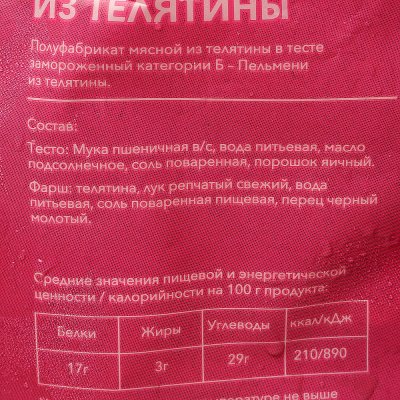 ИЗ ТЕЛЯТИНЫ
Полуфабрикат мясной из телятины в тесте
замороженный категории Б – Пельмени
из телятины.
Состав:
Тесто: Мука пшеничная в/с, вода питьевая, масло
подсолнечное, соль поваренная, порошок яичный.
Фарш: телятина, лук репчатый свежий, вода
питьевая, соль поваренная пищевая, перец черный
молотый.
Средние значения пищевой и энергетической
ценности / калорийности на 100 г продукта:
Белки Жиры Углеводы ккал/кДж
17г 3г 29г 210/890
не выше